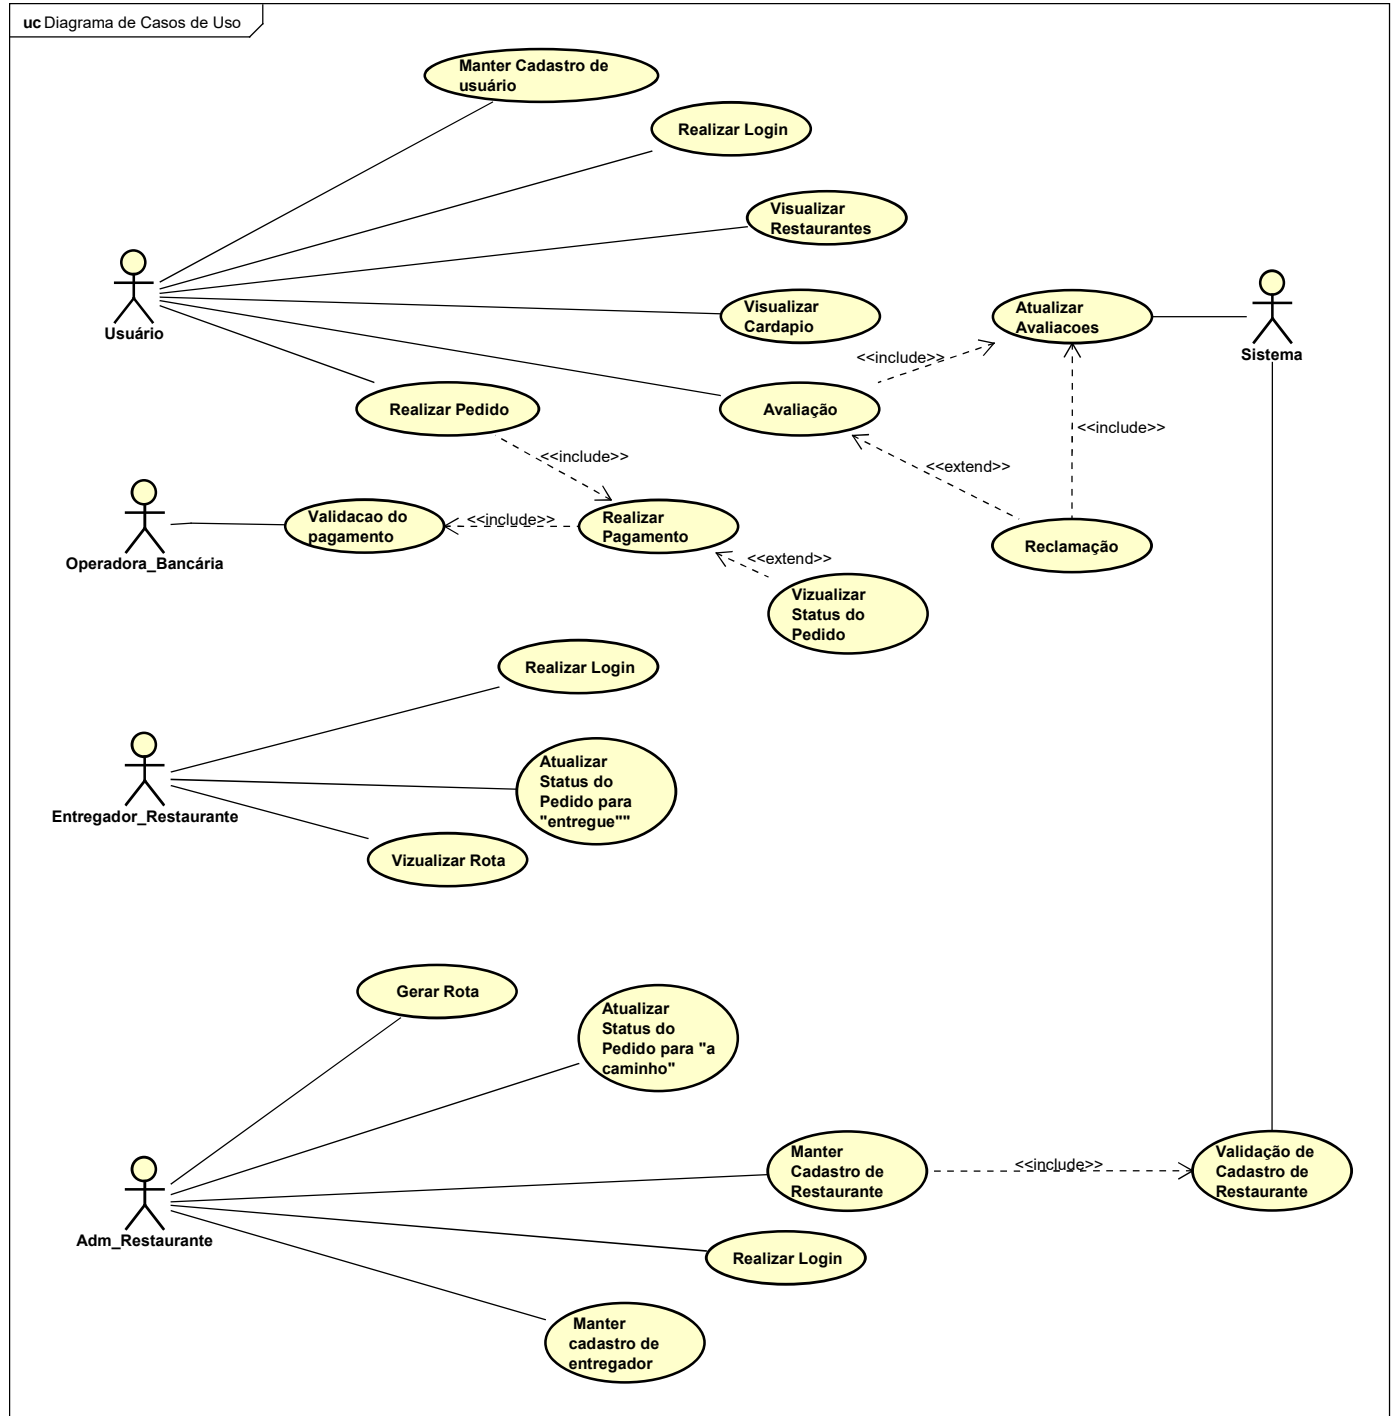 uc Diagrama de Casos de Uso
Manter Cadastro de
usuário
Realizar Login
Visualizar
Restaurantes
Usuário
Visualizar
Cardapio
Atualizar
Avaliacoes
Sistema
<<include>>
Realizar Pedido
Avaliação
<<include>>
<<include>>
<<extend>>
Operadora_Bancária
Validacao do
pagamento
<<include>>
Realizar
Pagamento
Reclamação
<<extend>>
Vizualizar
Status do
Pedido
Realizar Login
Entregador_Restaurante
Atualizar
Status do
Pedido para
"entregue""
Vizualizar Rota
Gerar Rota
Atualizar
Status do
Pedido para "a
caminho"
Manter
Cadastro de
Restaurante
<<include>>
Validação de
Cadastro de
Restaurante
Adm_Restaurante
Realizar Login
Manter
cadastro de
entregador